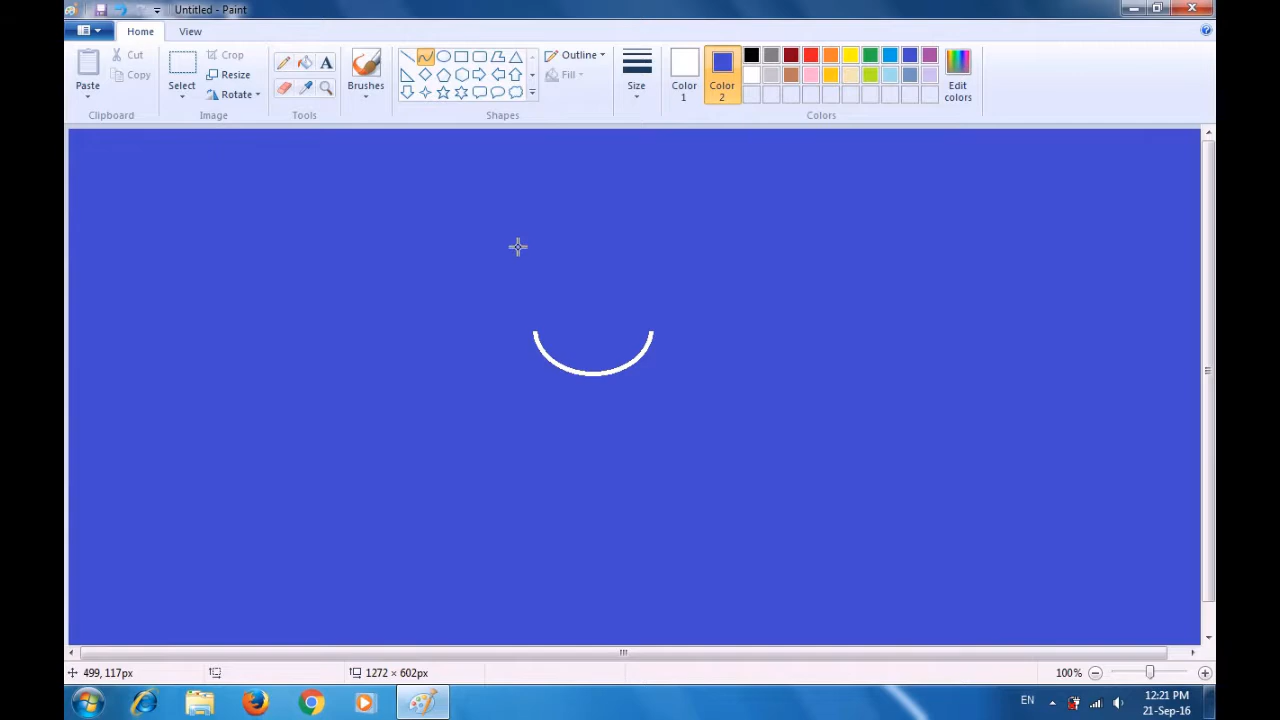 Untitled - Paint
Home View
Paste
Cut
Copy
Clipboard
Select
Crop
Resize
Rotate
Image
A
Tools
Brushes
Outline
Fill
Shapes
Size
Color 1
Color 2
Edit colors
Colors
499, 117px
1272 × 602px
100%
EN
12:21 PM
21-Sep-16